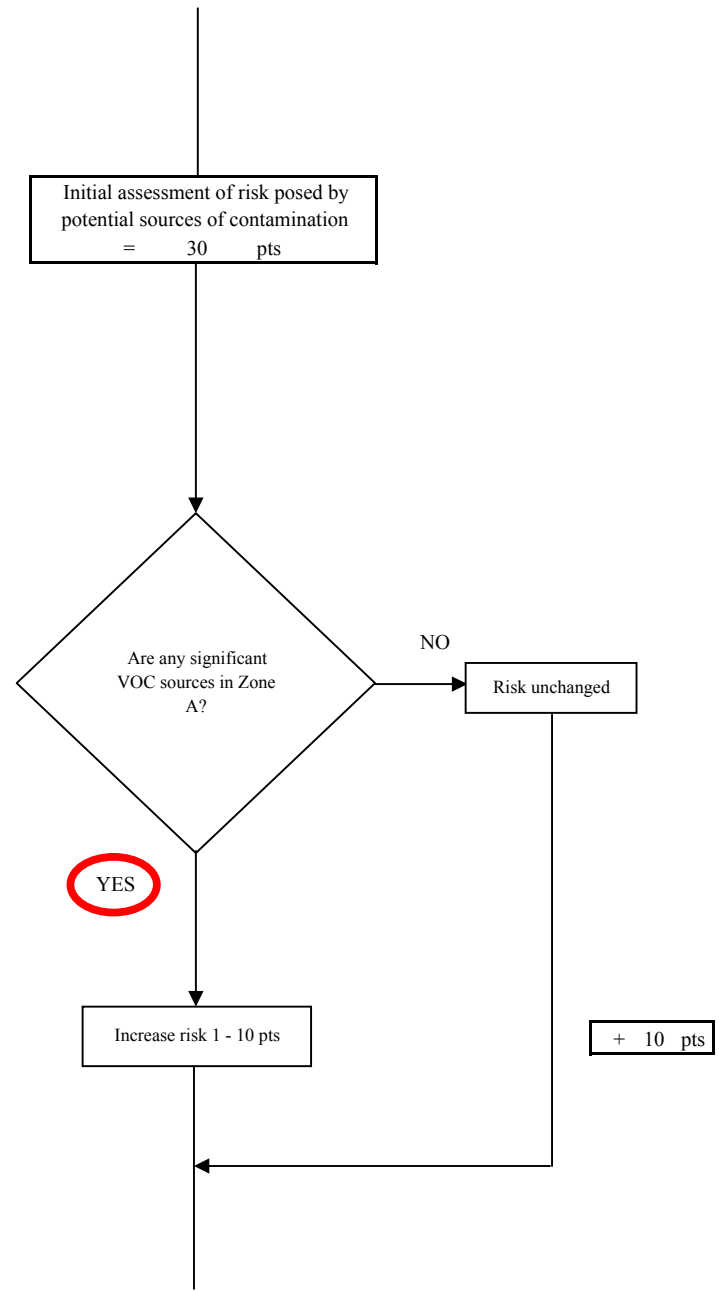 Initial assessment of risk posed by
potential sources of contamination
= 30 pts
Are any significant
VOC sources in Zone
A?
NO
Risk unchanged
YES
Increase risk 1 - 10 pts
+ 10 pts